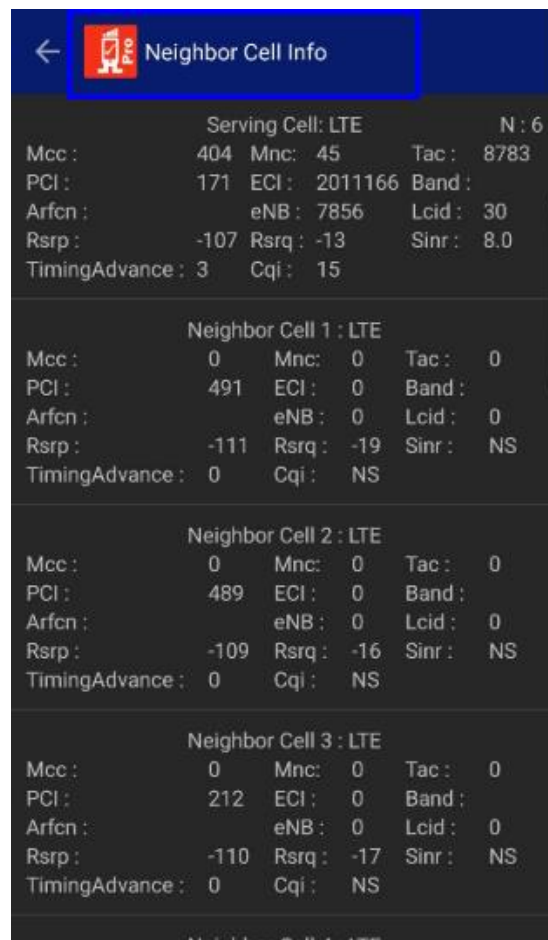 Pro Neighbor Cell Info
Serving Cell: LTE N : 6
Mcc : 404 Mnc: 45 Tac : 8783
PCI : 171 ECI : 2011166 Band :
Arfcn : eNB : 7856 Lcid : 30
Rsrp : -107 Rsrq : -13 Sinr : 8.0
TimingAdvance : 3 Cqi : 15
Neighbor Cell 1 : LTE
Mcc : 0 Mnc: 0 Tac : 0
PCI : 491 ECI : 0 Band :
Arfcn : eNB : 0 Lcid : 0
Rsrp : -111 Rsrq : -19 Sinr : NS
TimingAdvance : 0 Cqi : NS
Neighbor Cell 2 : LTE
Mcc : 0 Mnc: 0 Tac : 0
PCI : 489 ECI : 0 Band :
Arfcn : eNB : 0 Lcid : 0
Rsrp : -109 Rsrq : -16 Sinr : NS
TimingAdvance : 0 Cqi : NS
Neighbor Cell 3 : LTE
Mcc : 0 Mnc: 0 Tac : 0
PCI : 212 ECI : 0 Band :
Arfcn : eNB : 0 Lcid : 0
Rsrp : -110 Rsrq : -17 Sinr : NS
TimingAdvance : 0 Cqi : NS